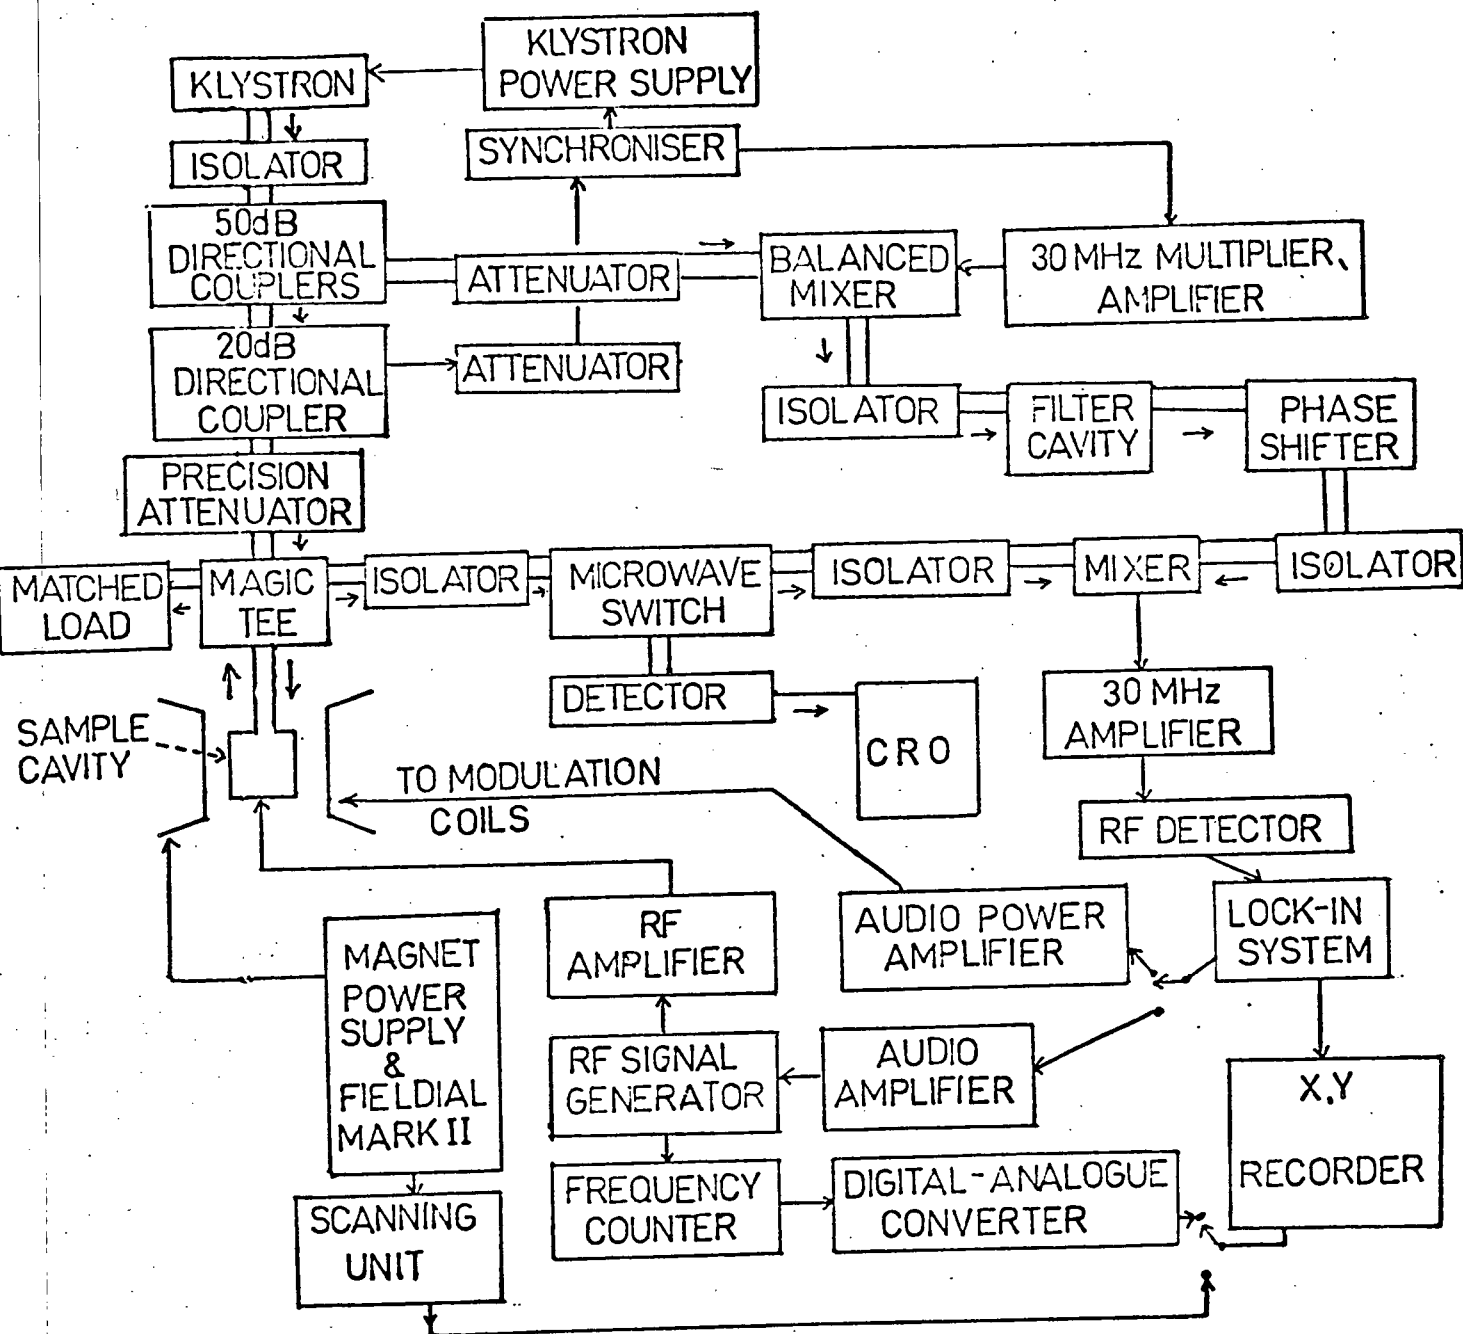 KLYSTRON
POWER SUPPLY
KLYSTRON
SYNCHRONISER
ISOLATOR
50dB
DIRECTIONAL
COUPLERS
ATTENUATOR
BALANCED
MIXER
30 MHz MULTIPLIER,
AMPLIFIER
20dB
DIRECTIONAL
COUPLER
ATTENUATOR
ISOLATOR
FILTER
CAVITY
PHASE
SHIFTER
PRECISION
ATTENUATOR
MATCHED
LOAD
MAGIC
TEE
ISOLATOR
MICROWAVE
SWITCH
ISOLATOR
MIXER
ISOLATOR
DETECTOR
CRO
30 MHz
AMPLIFIER
SAMPLE
CAVITY
TO MODULATION
COILS
RF DETECTOR
RF
AMPLIFIER
AUDIO POWER
AMPLIFIER
LOCK-IN
SYSTEM
MAGNET
POWER
SUPPLY
&
FIELDIAL
MARK II
RF SIGNAL
GENERATOR
AUDIO
AMPLIFIER
X,Y
RECORDER
FREQUENCY
COUNTER
DIGITAL-ANALOGUE
CONVERTER
SCANNING
UNIT